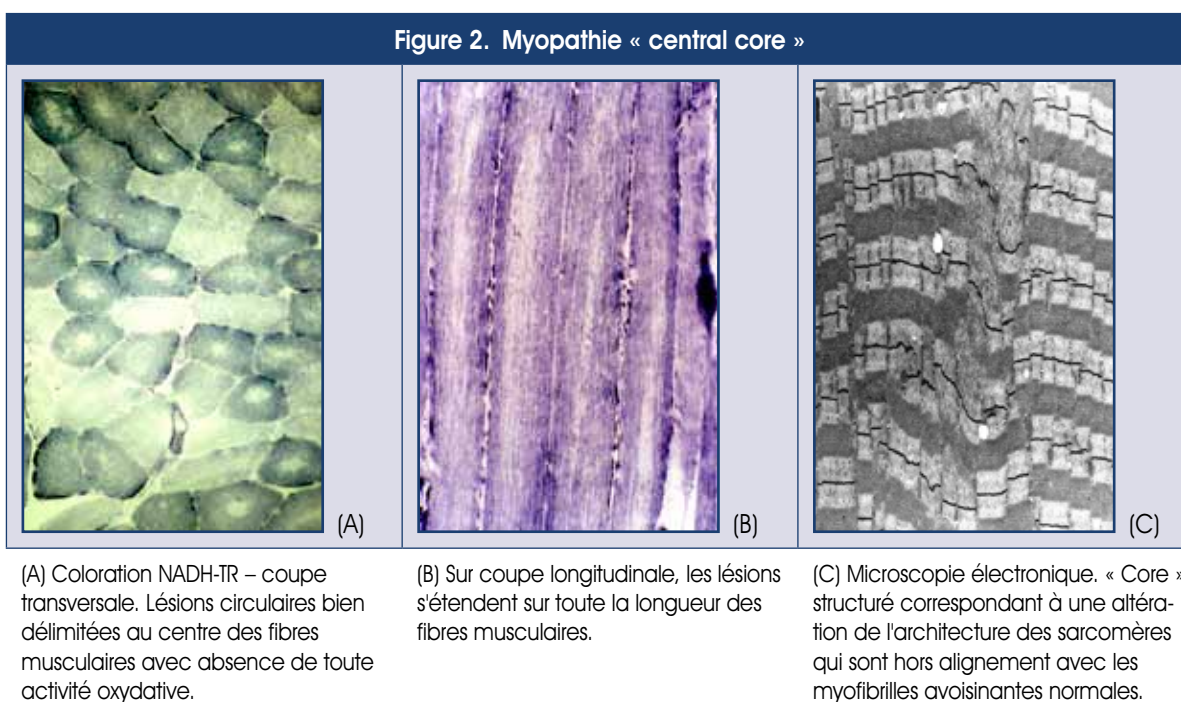 Figure 2. Myopathie « central core »
(A)
(B)
(C)
(A) Coloration NADH-TR – coupe
transversale. Lésions circulaires bien
délimitées au centre des fibres
musculaires avec absence de toute
activité oxydative.
(B) Sur coupe longitudinale, les lésions
s'étendent sur toute la longueur des
fibres musculaires.
(C) Microscopie électronique. « Core »
structuré correspondant à une altéra-
tion de l'architecture des sarcomères
qui sont hors alignement avec les
myofibrilles avoisinantes normales.